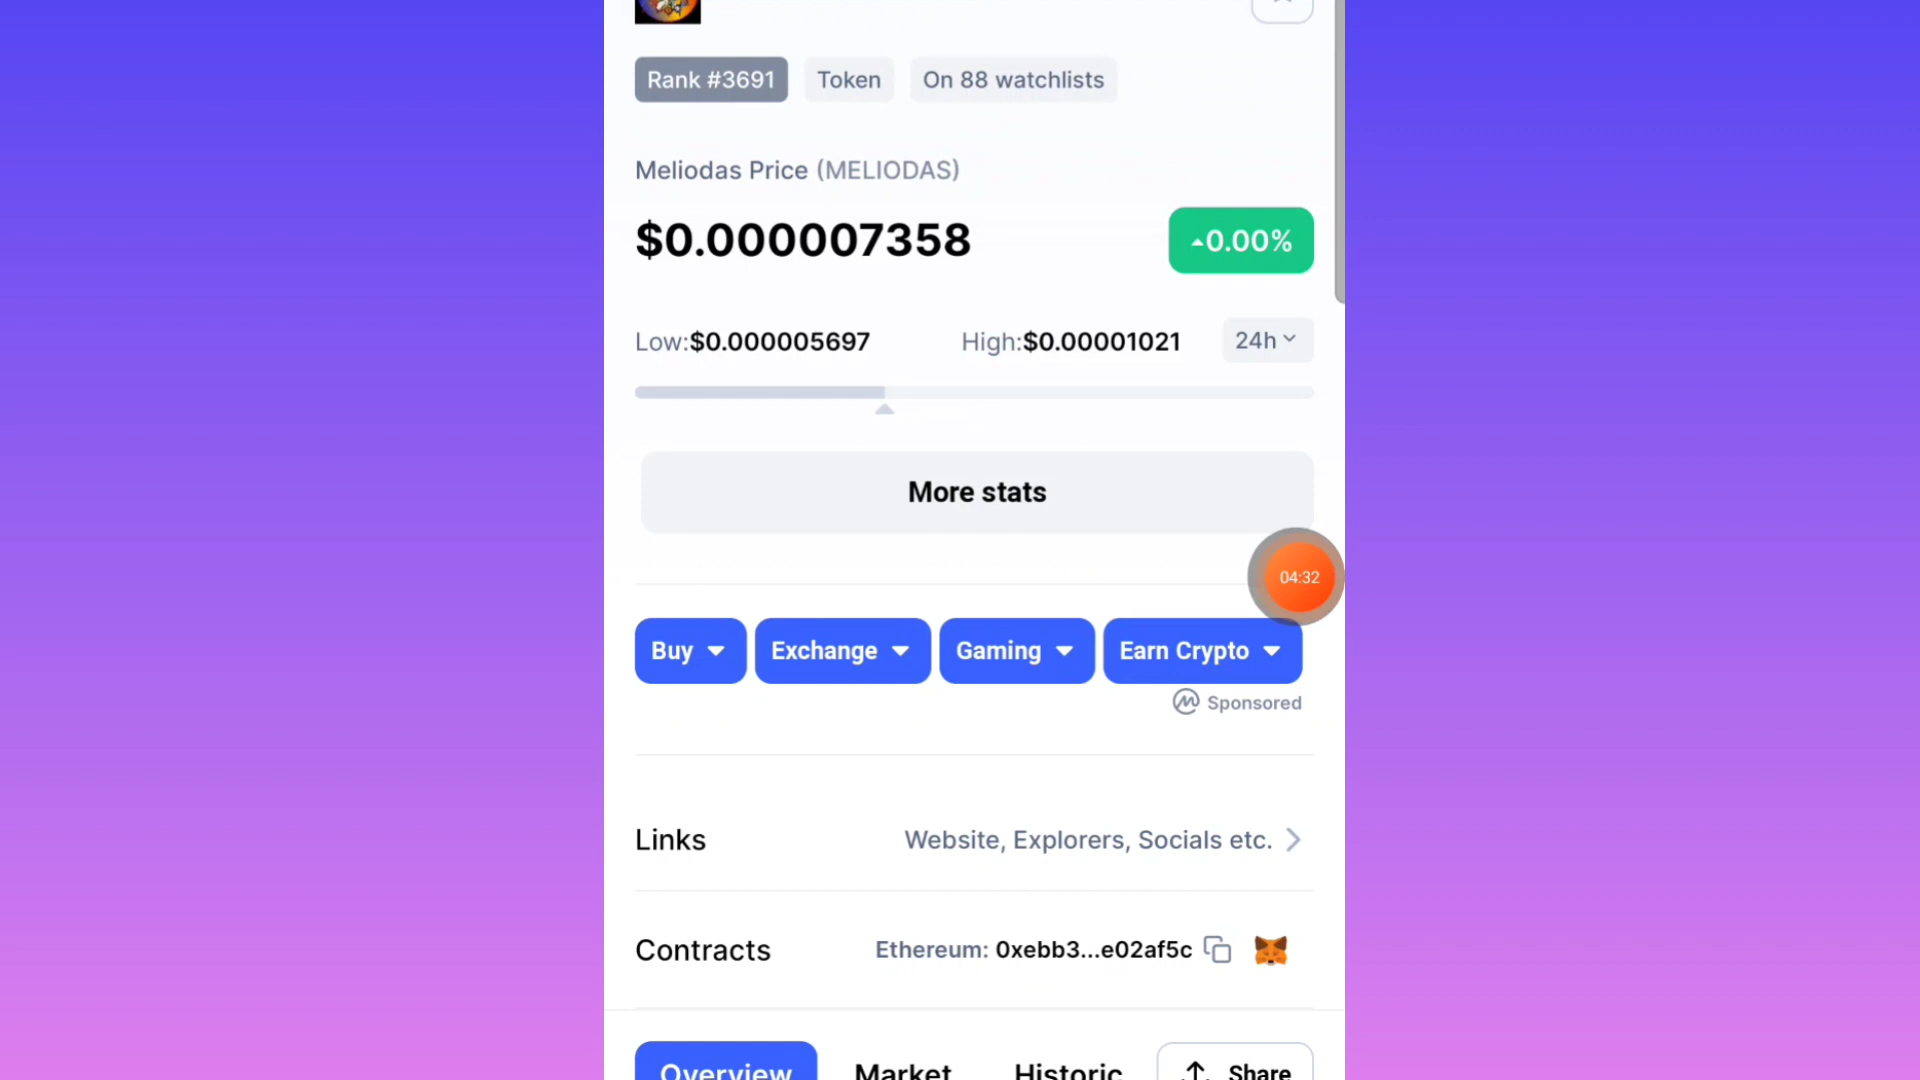 Rank #3691 Token On 88 watchlists
Meliodas Price (MELIODAS)
$0.000007358 0.00%
Low:$0.000005697 High:$0.00001021 24h
More stats
04:32
Buy Exchange Gaming Earn Crypto
Sponsored
Links Website, Explorers, Socials etc.
Contracts Ethereum: 0xebb3...e02af5c
Overview Market Historic Share